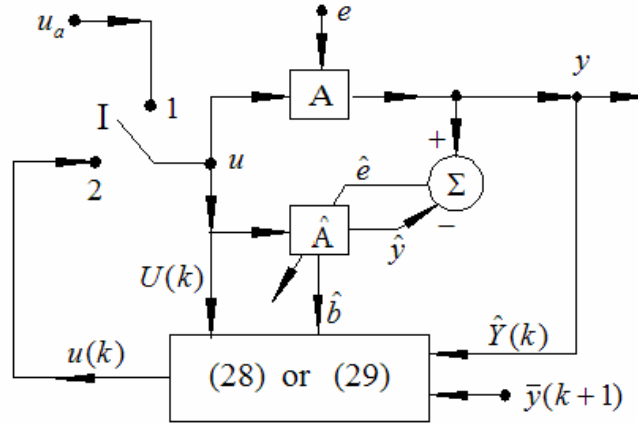 u_a
e
I
1
A
y
2
u
+
ê
Σ
−
Â
ŷ
U(k)
b̂
Ŷ(k)
u(k)
(28) or (29)
ȳ(k+1)